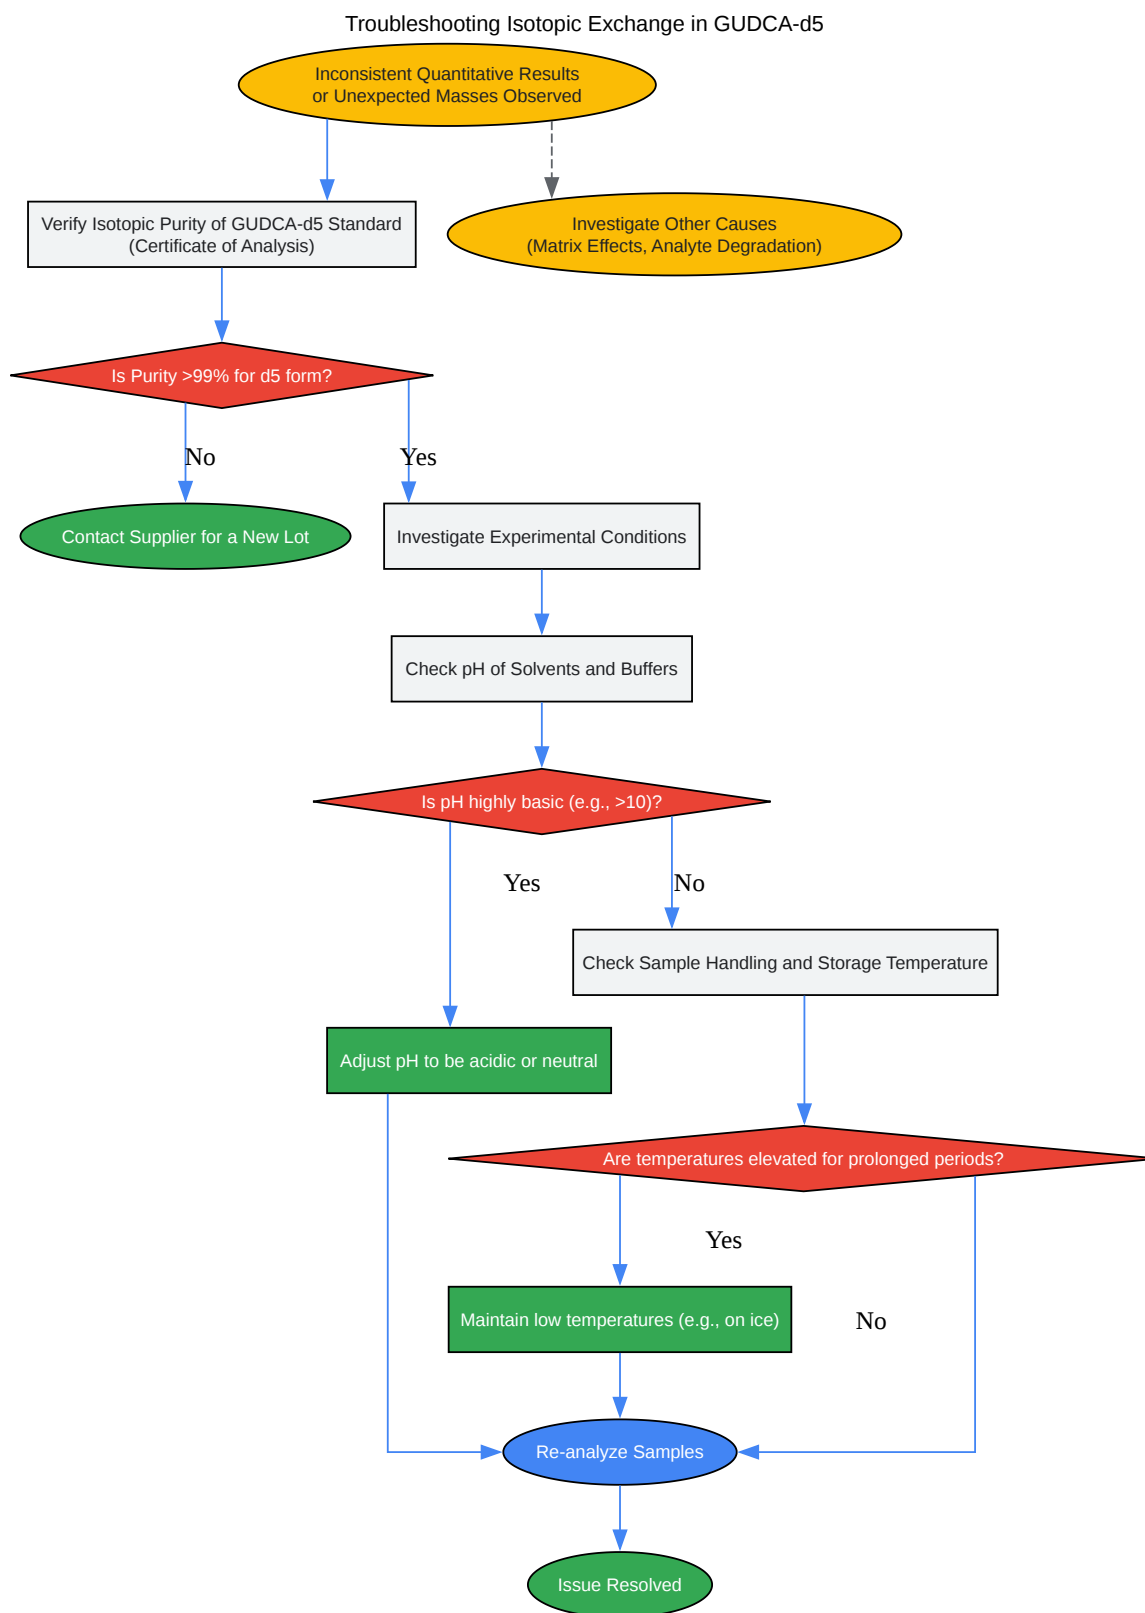 Troubleshooting Isotopic Exchange in GUDCA-d5
Inconsistent Quantitative Results
or Unexpected Masses Observed
Verify Isotopic Purity of GUDCA-d5 Standard
(Certificate of Analysis)
Investigate Other Causes
(Matrix Effects, Analyte Degradation)
Is Purity >99% for d5 form?
No
Yes
Contact Supplier for a New Lot
Investigate Experimental Conditions
Check pH of Solvents and Buffers
Is pH highly basic (e.g., >10)?
Yes
No
Check Sample Handling and Storage Temperature
Adjust pH to be acidic or neutral
Are temperatures elevated for prolonged periods?
Yes
Maintain low temperatures (e.g., on ice)
No
Re-analyze Samples
Issue Resolved